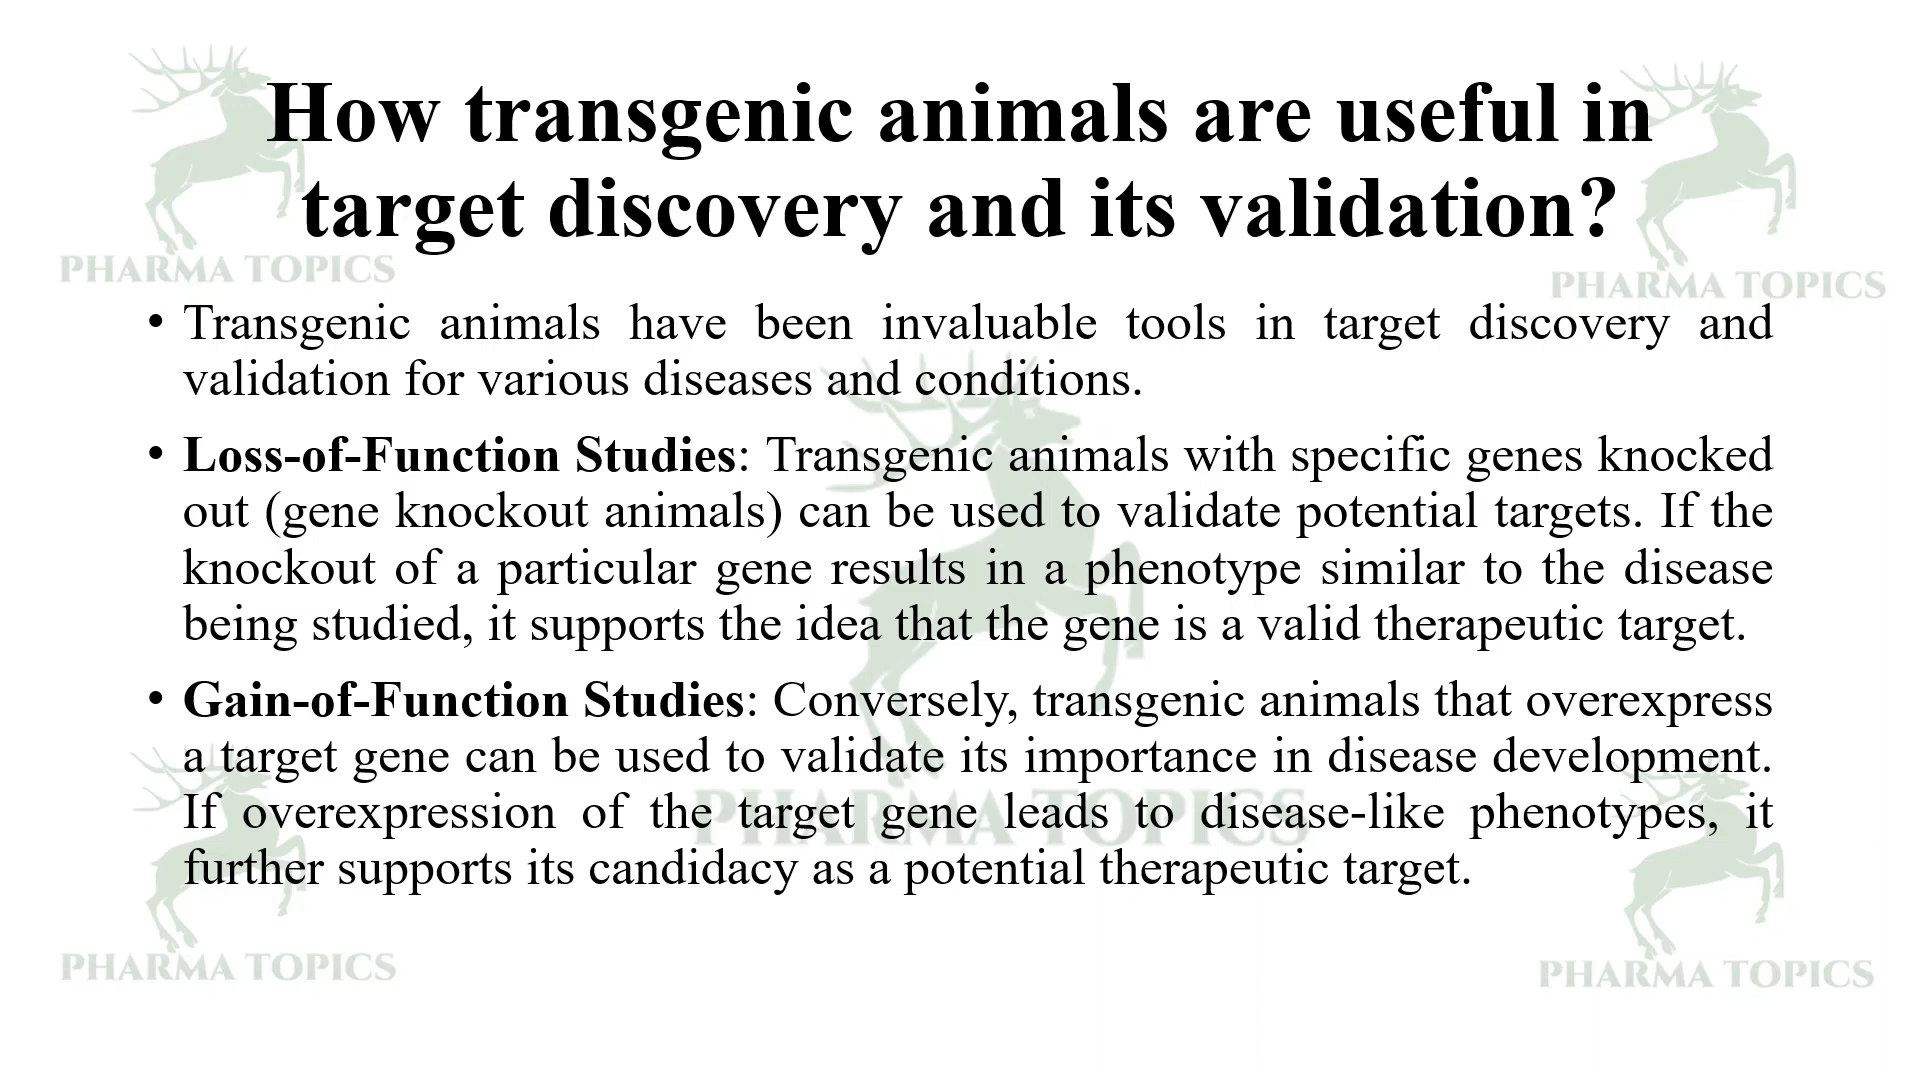 How transgenic animals are useful in
target discovery and its validation?
PHARMA TOPICS
PHARMA TOPICS
• Transgenic animals have been invaluable tools in target discovery and
validation for various diseases and conditions.
• Loss-of-Function Studies: Transgenic animals with specific genes knocked
out (gene knockout animals) can be used to validate potential targets. If the
knockout of a particular gene results in a phenotype similar to the disease
being studied, it supports the idea that the gene is a valid therapeutic target.
• Gain-of-Function Studies: Conversely, transgenic animals that overexpress
a target gene can be used to validate its importance in disease development.
If overexpression of the target gene leads to disease-like phenotypes, it
further supports its candidacy as a potential therapeutic target.
PHARMA TOPICS
PHARMA TOPICS
PHARMA TOPICS